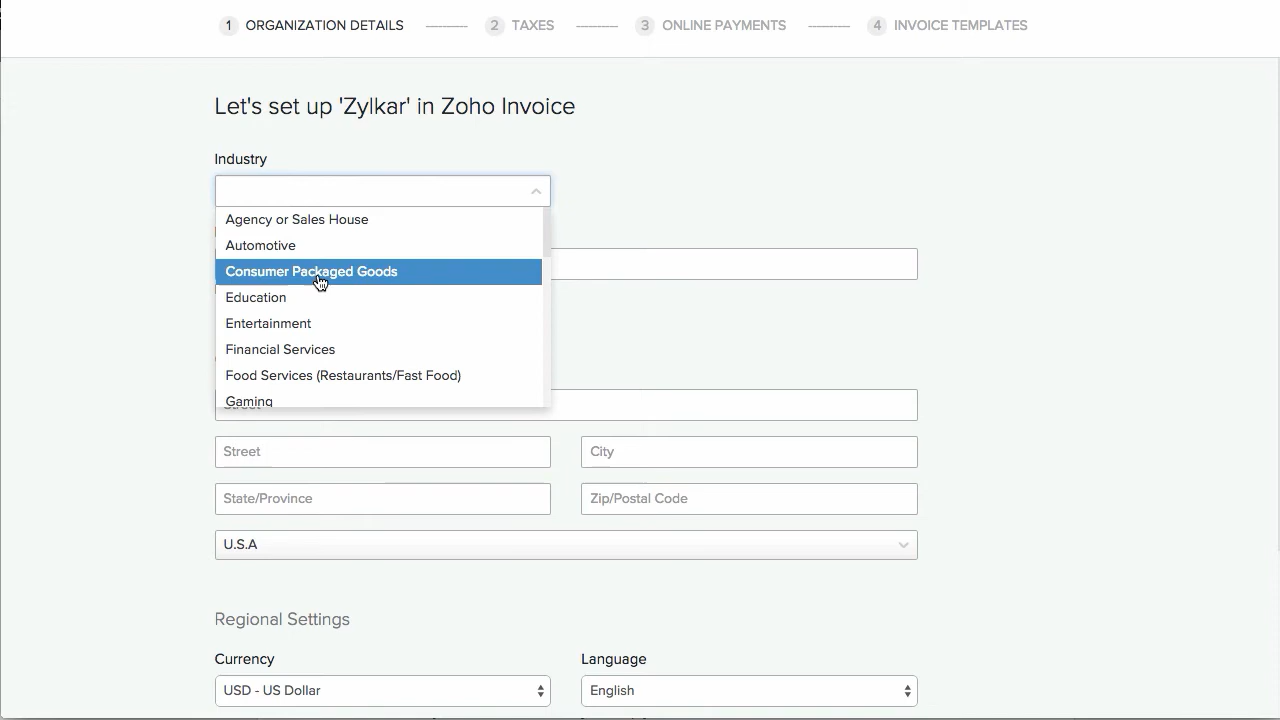 1 ORGANIZATION DETAILS 2 TAXES 3 ONLINE PAYMENTS 4 INVOICE TEMPLATES
Let's set up 'Zylkar' in Zoho Invoice
Industry
Agency or Sales House
Automotive
Consumer Packaged Goods
Education
Entertainment
Financial Services
Food Services (Restaurants/Fast Food)
Gaming
Street
Street City
State/Province Zip/Postal Code
U.S.A
Regional Settings
Currency Language
USD - US Dollar English